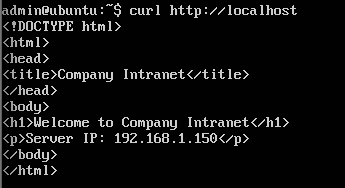 admin@ubuntu:~$ curl http://localhost
<!DOCTYPE html>
<html>
<head>
<title>Company Intranet</title>
</head>
<body>
<h1>Welcome to Company Intranet</h1>
<p>Server IP: 192.168.1.150</p>
</body>
</html>